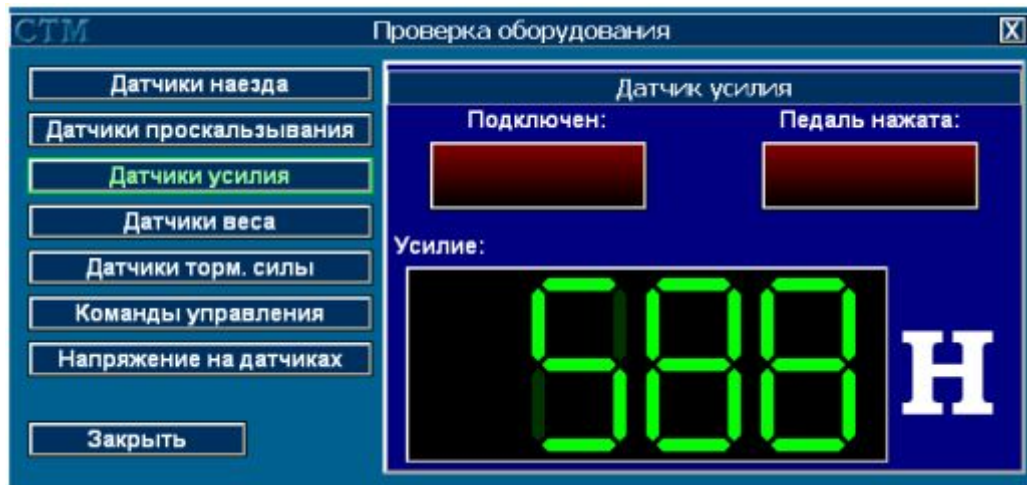 СТМ
Проверка оборудования
X
Датчики наезда
Датчики проскальзывания
Датчики усилия
Датчики веса
Датчики торм. силы
Команды управления
Напряжение на датчиках
Закрыть
Датчик усилия
Подключен:
Педаль нажата:
Усилие:
588
Н